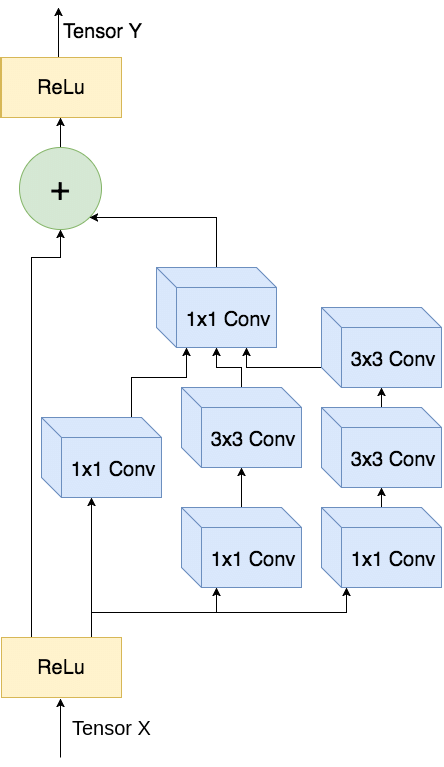 Tensor Y
ReLu
+
1x1 Conv
3x3 Conv
1x1 Conv
3x3 Conv
3x3 Conv
1x1 Conv
1x1 Conv
ReLu
Tensor X